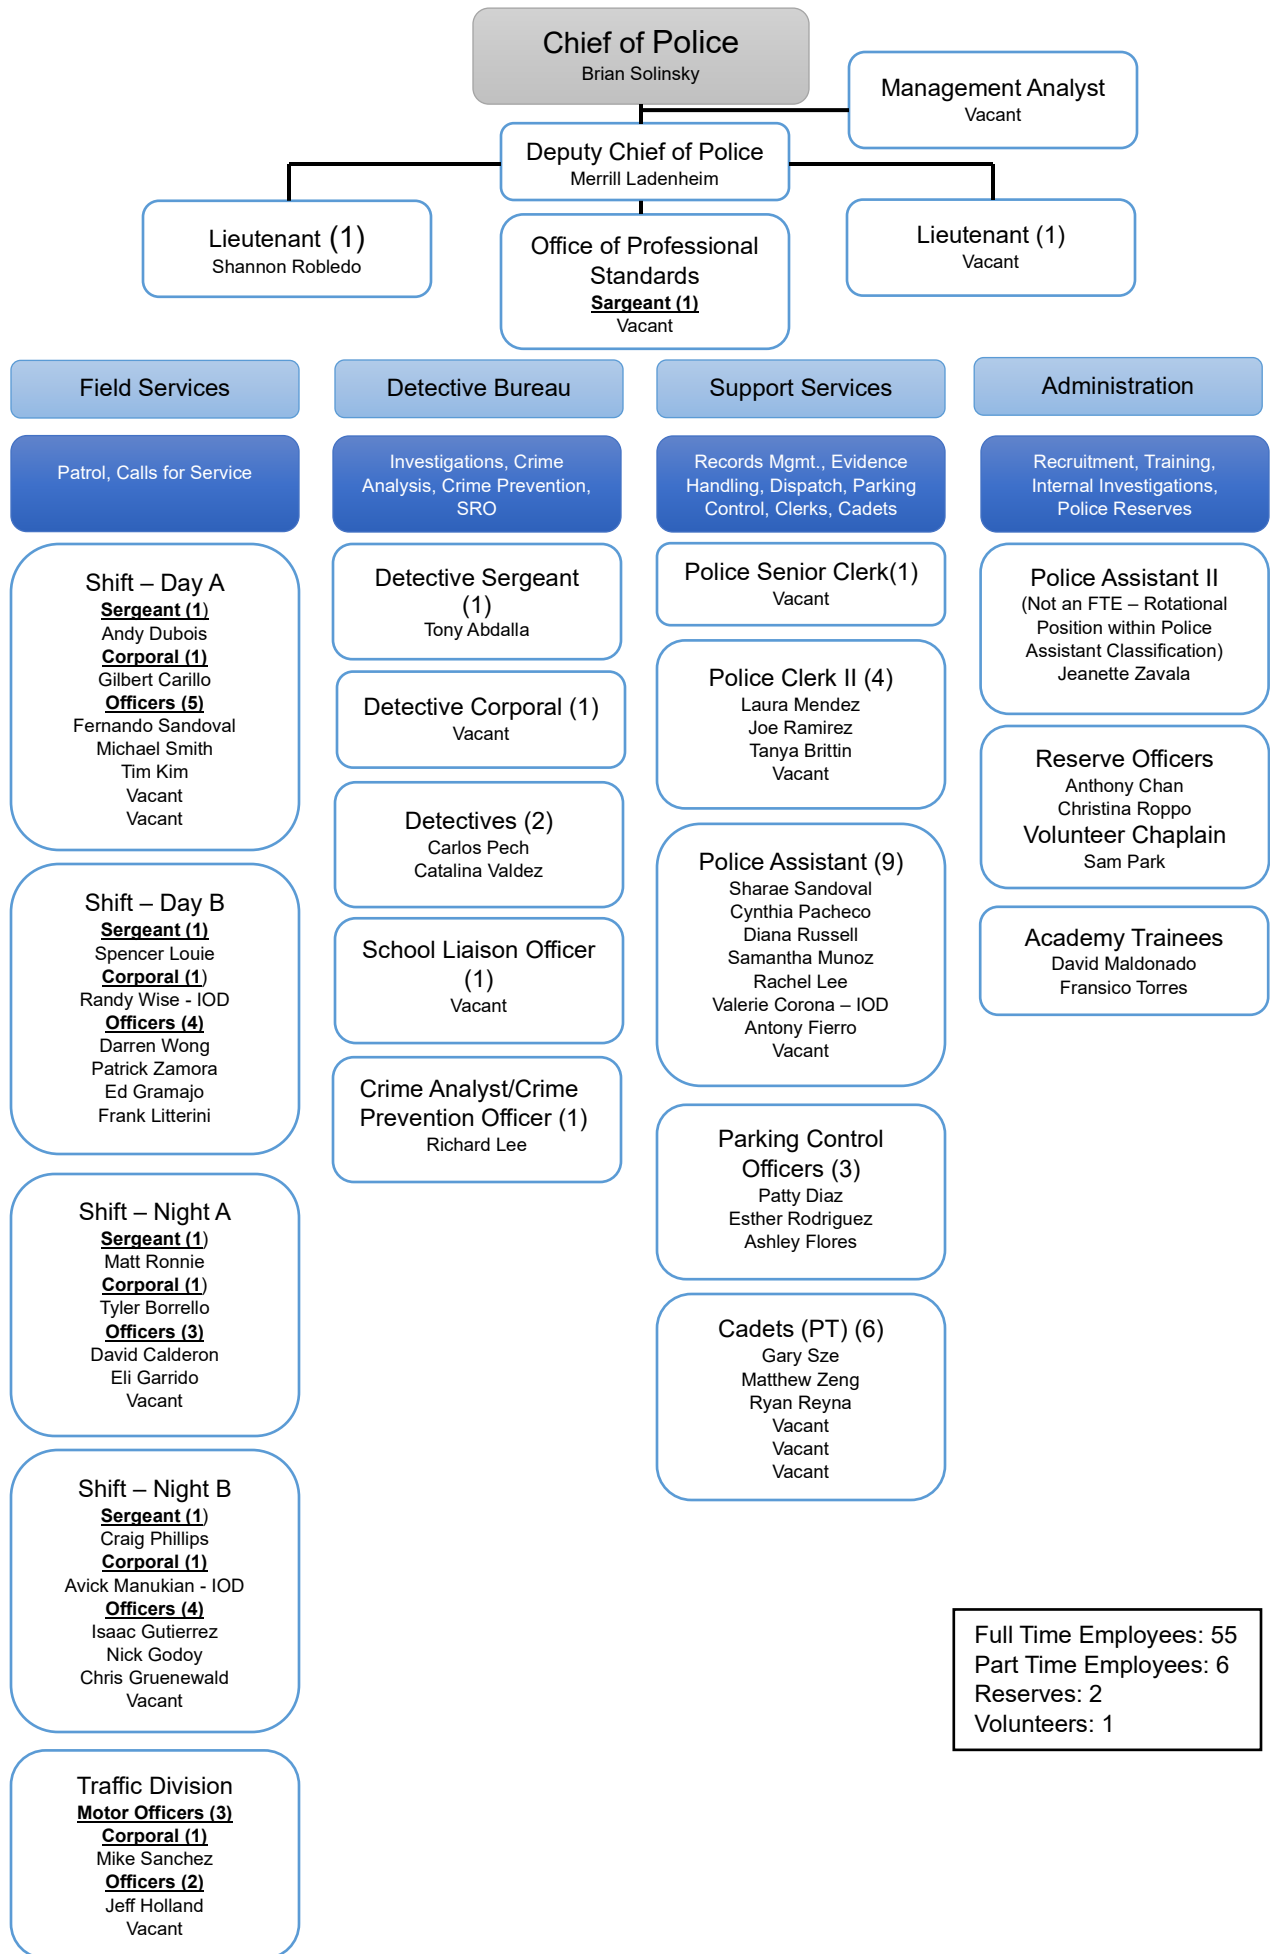 Chief of Police
Brian Solinsky
Management Analyst
Vacant
Deputy Chief of Police
Merrill Ladenheim
Lieutenant (1)
Shannon Robledo
Office of Professional
Standards
Sargeant (1)
Vacant
Lieutenant (1)
Vacant
Field Services
Patrol, Calls for Service
Shift – Day A
Sergeant (1)
Andy Dubois
Corporal (1)
Gilbert Carillo
Officers (5)
Fernando Sandoval
Michael Smith
Tim Kim
Vacant
Vacant
Shift – Day B
Sergeant (1)
Spencer Louie
Corporal (1)
Randy Wise - IOD
Officers (4)
Darren Wong
Patrick Zamora
Ed Gramajo
Frank Litterini
Shift – Night A
Sergeant (1)
Matt Ronnie
Corporal (1)
Tyler Borrello
Officers (3)
David Calderon
Eli Garrido
Vacant
Shift – Night B
Sergeant (1)
Craig Phillips
Corporal (1)
Avick Manukian - IOD
Officers (4)
Isaac Gutierrez
Nick Godoy
Chris Gruenewald
Vacant
Traffic Division
Motor Officers (3)
Corporal (1)
Mike Sanchez
Officers (2)
Jeff Holland
Vacant
Detective Bureau
Investigations, Crime
Analysis, Crime Prevention,
SRO
Detective Sergeant
(1)
Tony Abdalla
Detective Corporal (1)
Vacant
Detectives (2)
Carlos Pech
Catalina Valdez
School Liaison Officer
(1)
Vacant
Crime Analyst/Crime
Prevention Officer (1)
Richard Lee
Support Services
Records Mgmt., Evidence
Handling, Dispatch, Parking
Control, Clerks, Cadets
Police Senior Clerk(1)
Vacant
Police Clerk II (4)
Laura Mendez
Joe Ramirez
Tanya Brittin
Vacant
Police Assistant (9)
Sharae Sandoval
Cynthia Pacheco
Diana Russell
Samantha Munoz
Rachel Lee
Valerie Corona – IOD
Antony Fierro
Vacant
Parking Control
Officers (3)
Patty Diaz
Esther Rodriguez
Ashley Flores
Cadets (PT) (6)
Gary Sze
Matthew Zeng
Ryan Reyna
Vacant
Vacant
Vacant
Administration
Recruitment, Training,
Internal Investigations,
Police Reserves
Police Assistant II
(Not an FTE – Rotational
Position within Police
Assistant Classification)
Jeanette Zavala
Reserve Officers
Anthony Chan
Christina Roppo
Volunteer Chaplain
Sam Park
Academy Trainees
David Maldonado
Fransico Torres
Full Time Employees: 55
Part Time Employees: 6
Reserves: 2
Volunteers: 1